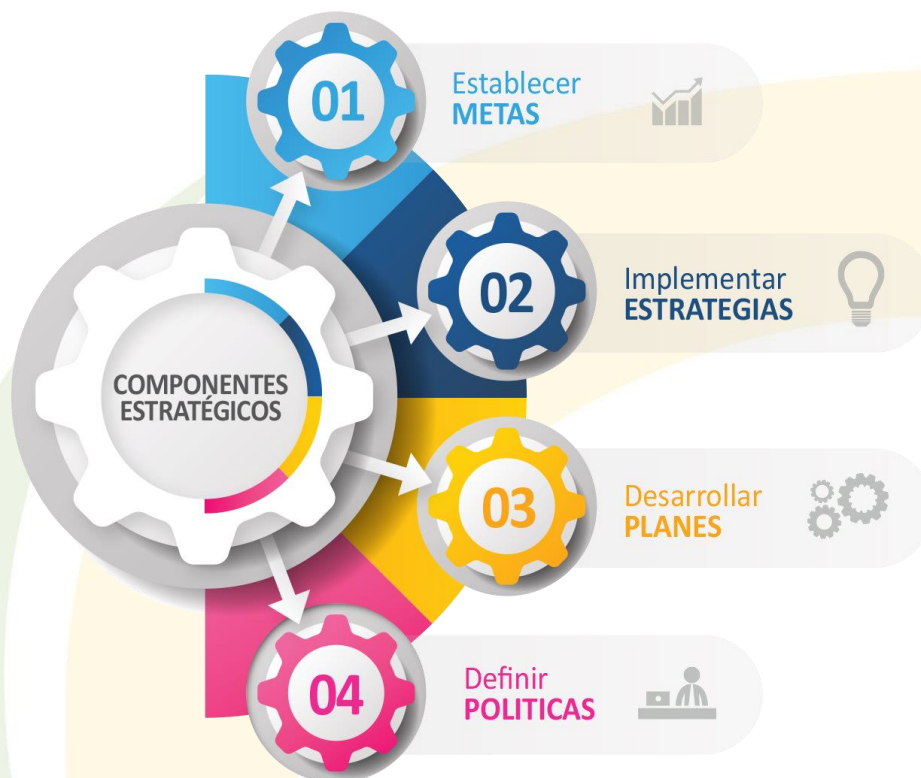 01
Establecer
METAS
02
Implementar
ESTRATEGIAS
COMPONENTES
ESTRATÉGICOS
03
Desarrollar
PLANES
04
Definir
POLITICAS